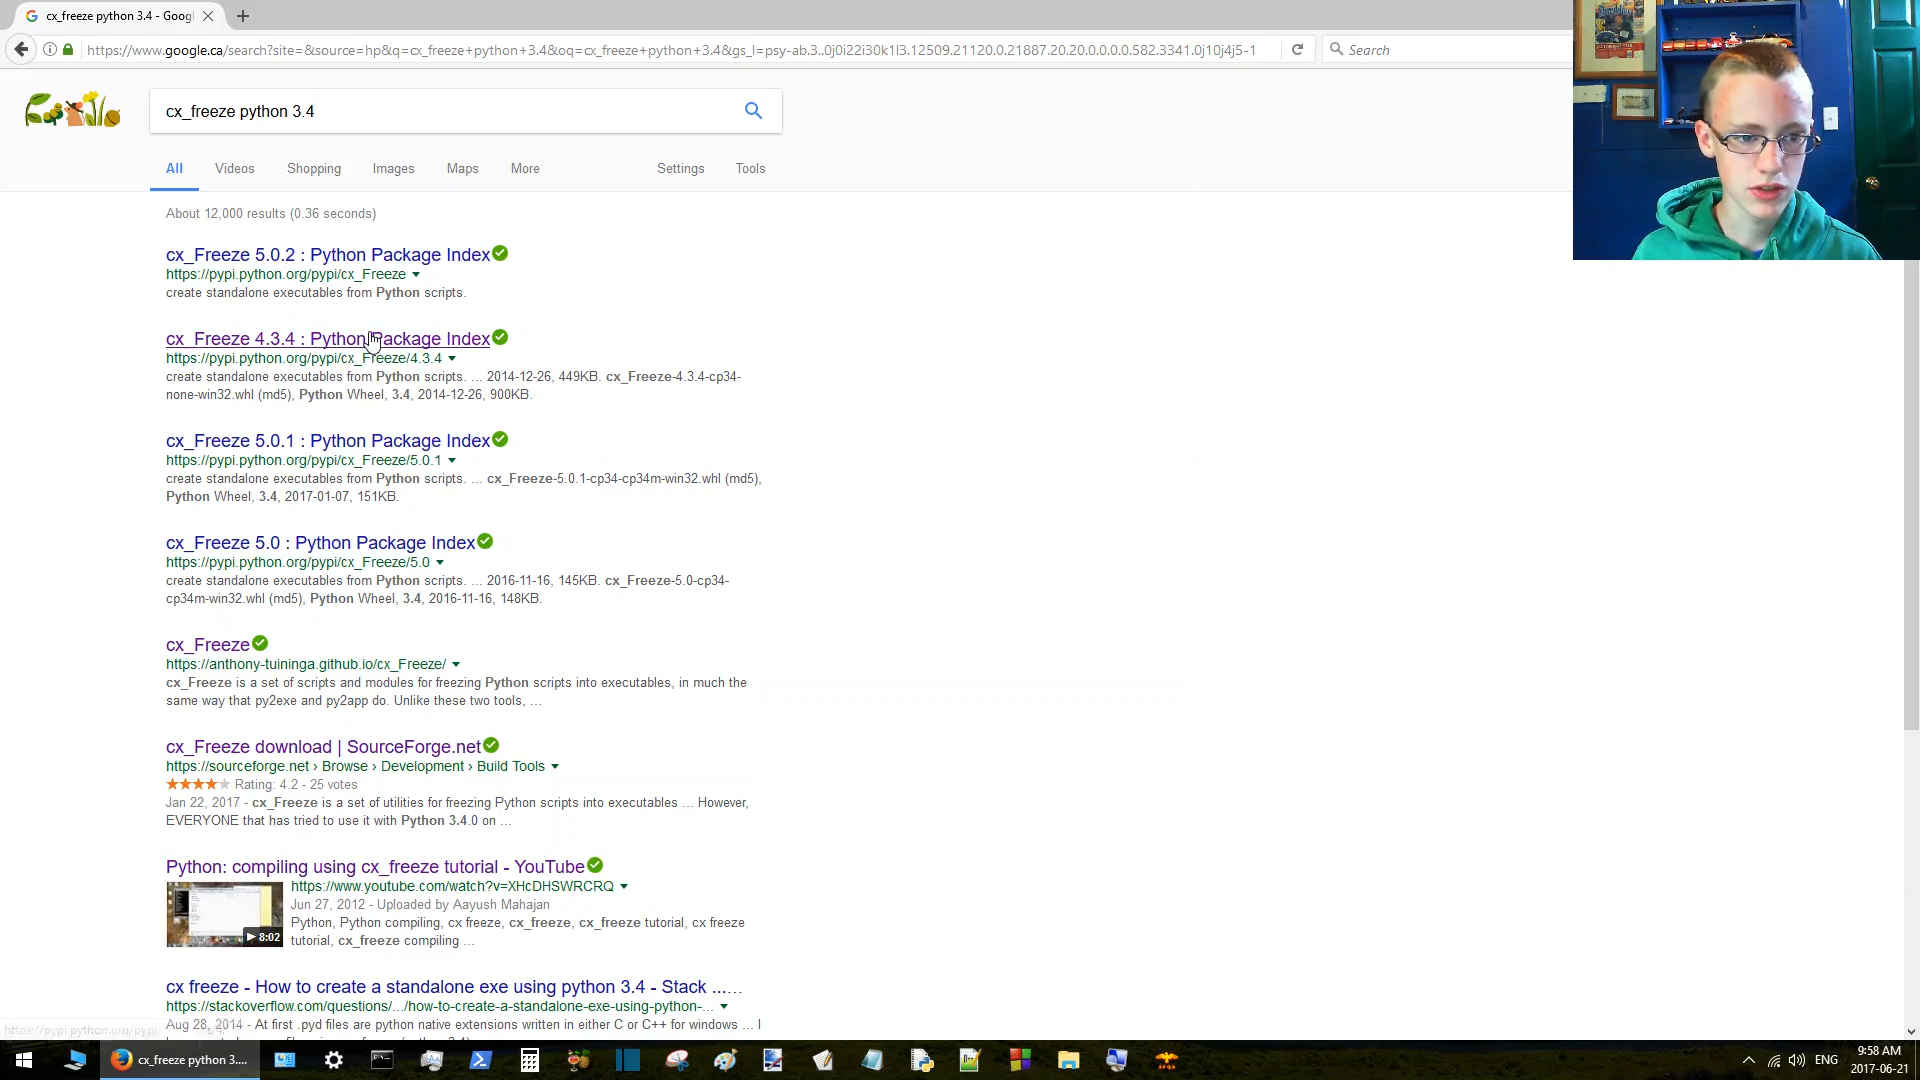 cx_freeze python 3.4 - Goog
https://www.google.ca/search?site=&source=hp&q=cx_freeze+python+3.4&oq=cx_freeze+python+3.4&gs_l=psy-ab.3..0j0i22i30k1l3.12509.21120.0.21887.20.20.0.0.0.0.582.3341.0j10j4j5-1
Search
cx_freeze python 3.4
All
Videos
Shopping
Images
Maps
More
Settings
Tools
About 12,000 results (0.36 seconds)
cx_Freeze 5.0.2 : Python Package Index
https://pypi.python.org/pypi/cx_Freeze
create standalone executables from Python scripts.
cx_Freeze 4.3.4 : Python Package Index
https://pypi.python.org/pypi/cx_Freeze/4.3.4
create standalone executables from Python scripts. ... 2014-12-26, 449KB. cx_Freeze-4.3.4-cp34-
none-win32.whl (md5), Python Wheel, 3.4, 2014-12-26, 900KB.
cx_Freeze 5.0.1 : Python Package Index
https://pypi.python.org/pypi/cx_Freeze/5.0.1
create standalone executables from Python scripts. ... cx_Freeze-5.0.1-cp34-cp34m-win32.whl (md5),
Python Wheel, 3.4, 2017-01-07, 151KB.
cx_Freeze 5.0 : Python Package Index
https://pypi.python.org/pypi/cx_Freeze/5.0
create standalone executables from Python scripts. ... 2016-11-16, 145KB. cx_Freeze-5.0-cp34-
cp34m-win32.whl (md5), Python Wheel, 3.4, 2016-11-16, 148KB.
cx_Freeze
https://anthony-tuininga.github.io/cx_Freeze/
cx_Freeze is a set of scripts and modules for freezing Python scripts into executables, in much the
same way that py2exe and py2app do. Unlike these two tools, ...
cx_Freeze download | SourceForge.net
https://sourceforge.net › Browse › Development › Build Tools
Rating: 4.2 - 25 votes
Jan 22, 2017 - cx_Freeze is a set of utilities for freezing Python scripts into executables ... However,
EVERYONE that has tried to use it with Python 3.4.0 on ...
Python: compiling using cx_freeze tutorial - YouTube
https://www.youtube.com/watch?v=XHcDHSWRCRQ
8:02
Jun 27, 2012 - Uploaded by Aayush Mahajan
Python, Python compiling, cx freeze, cx_freeze, cx_freeze tutorial, cx freeze
tutorial, cx_freeze compiling ...
cx freeze - How to create a standalone exe using python 3.4 - Stack ......
https://stackoverflow.com/questions/.../how-to-create-a-standalone-exe-using-python-...
Aug 28, 2014 - At first .pyd files are python native extensions written in either C or C++ for windows ... I
cx_freeze python 3....
ENG
9:58 AM
2017-06-21